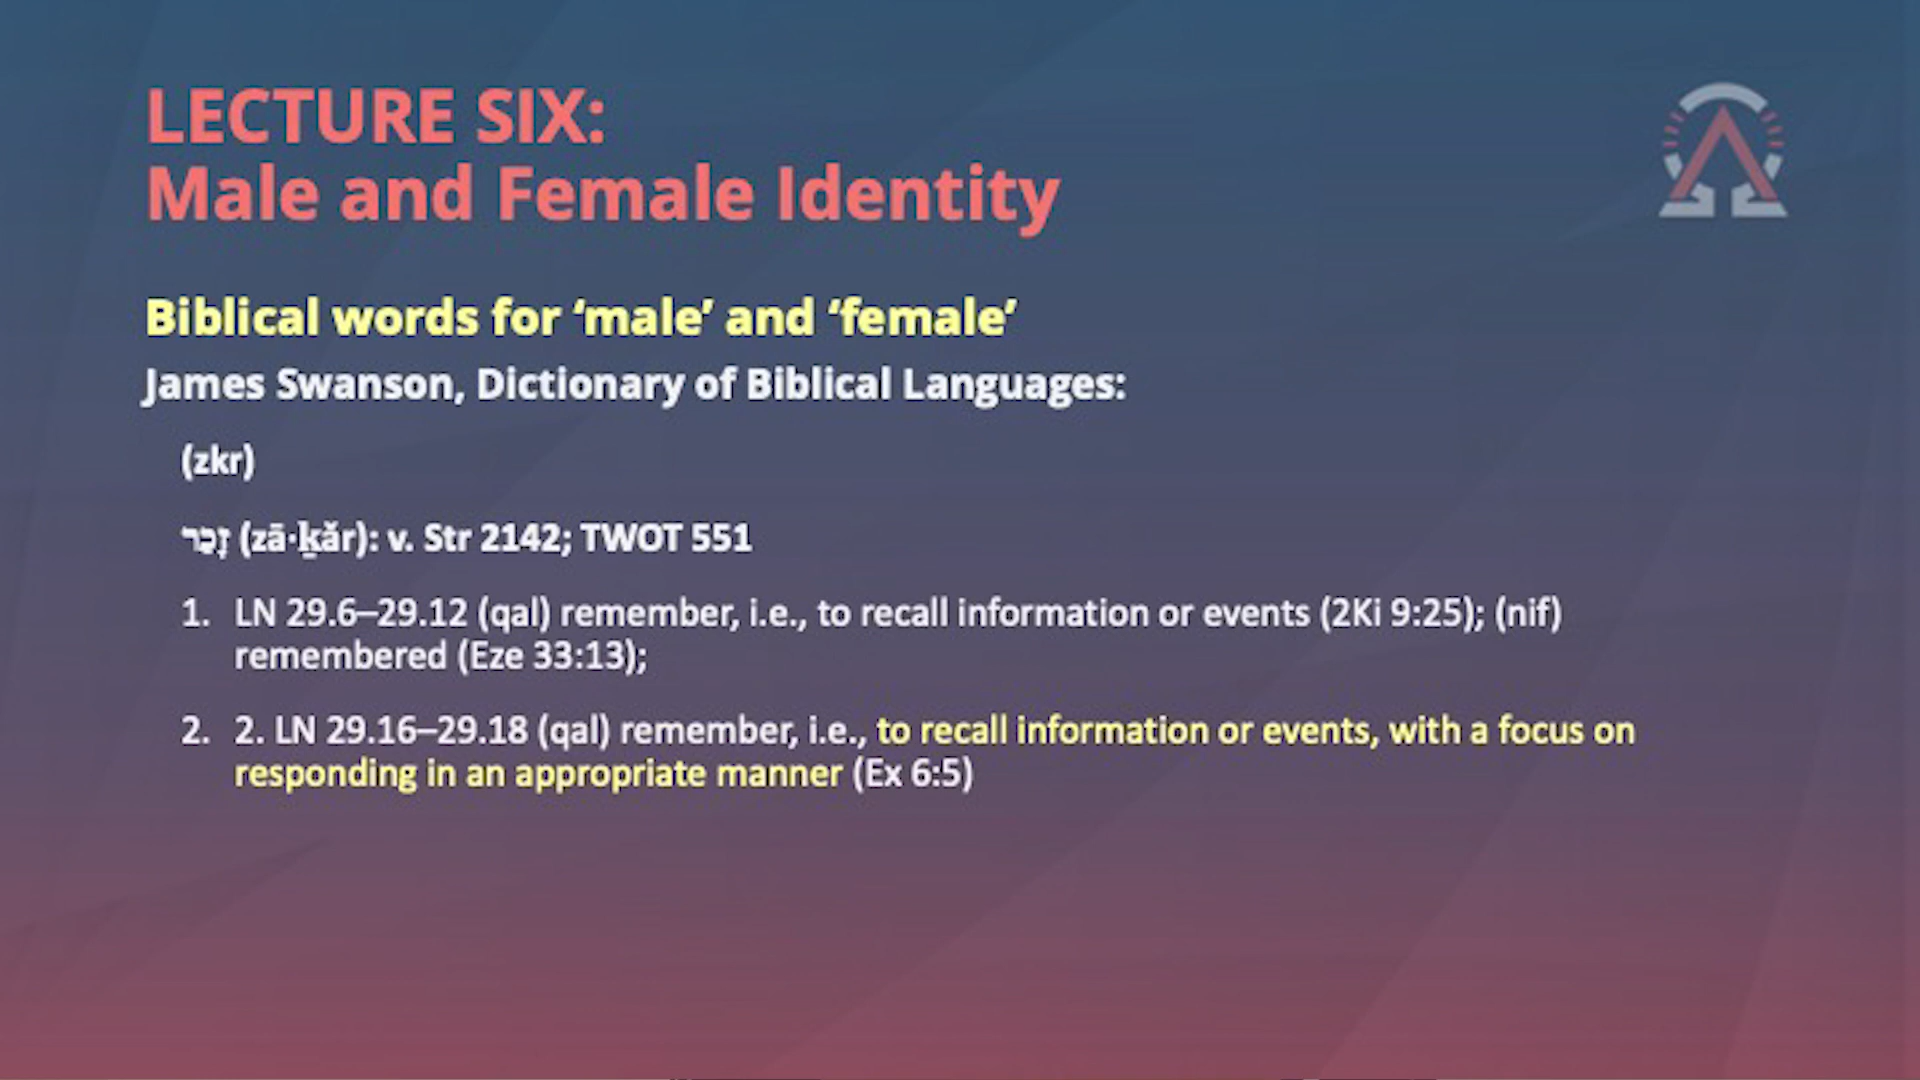 LECTURE SIX:
Male and Female Identity
Biblical words for ‘male’ and ‘female’
James Swanson, Dictionary of Biblical Languages:
(zkr)
זָכַר (zā·ḵǎr): v. Str 2142; TWOT 551
1. LN 29.6–29.12 (qal) remember, i.e., to recall information or events (2Ki 9:25); (nif)
remembered (Eze 33:13);
2. 2. LN 29.16–29.18 (qal) remember, i.e., to recall information or events, with a focus on
responding in an appropriate manner (Ex 6:5)